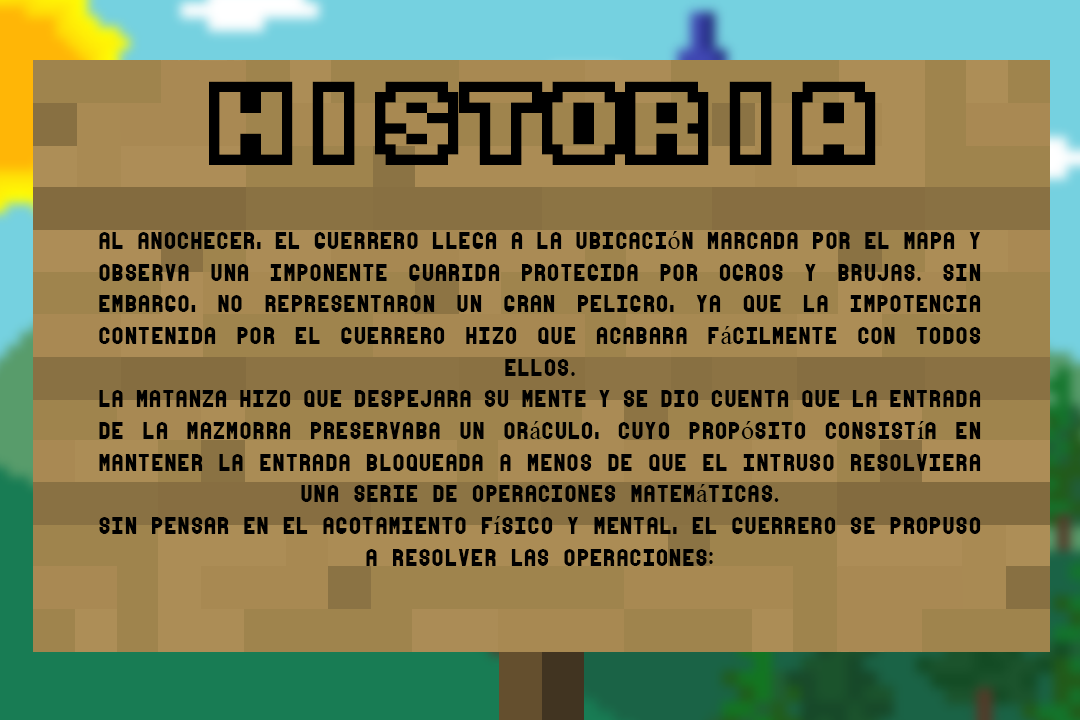 HISTORIA
AL ANOCHECER, EL GUERRERO LLEGA A LA UBICACIóN MARCADA POR EL MAPA Y
OBSERVA UNA IMPONENTE GUARIDA PROTEGIDA POR OGROS Y BRUJAS. SIN
EMBARGO, NO REPRESENTARON UN GRAN PELIGRO, YA QUE LA IMPOTENCIA
CONTENIDA POR EL GUERRERO HIZO QUE ACABARA FáCILMENTE CON TODOS
ELLOS.
LA MATANZA HIZO QUE DESPEJARA SU MENTE Y SE DIO CUENTA QUE LA ENTRADA
DE LA MAZMORRA PRESERVABA UN ORáCULO, CUYO PROPóSITO CONSISTíA EN
MANTENER LA ENTRADA BLOQUEADA A MENOS DE QUE EL INTRUSO RESOLVIERA
UNA SERIE DE OPERACIONES MATEMáTICAS.
SIN PENSAR EN EL AGOTAMIENTO FíSICO Y MENTAL, EL GUERRERO SE PROPUSO
A RESOLVER LAS OPERACIONES: